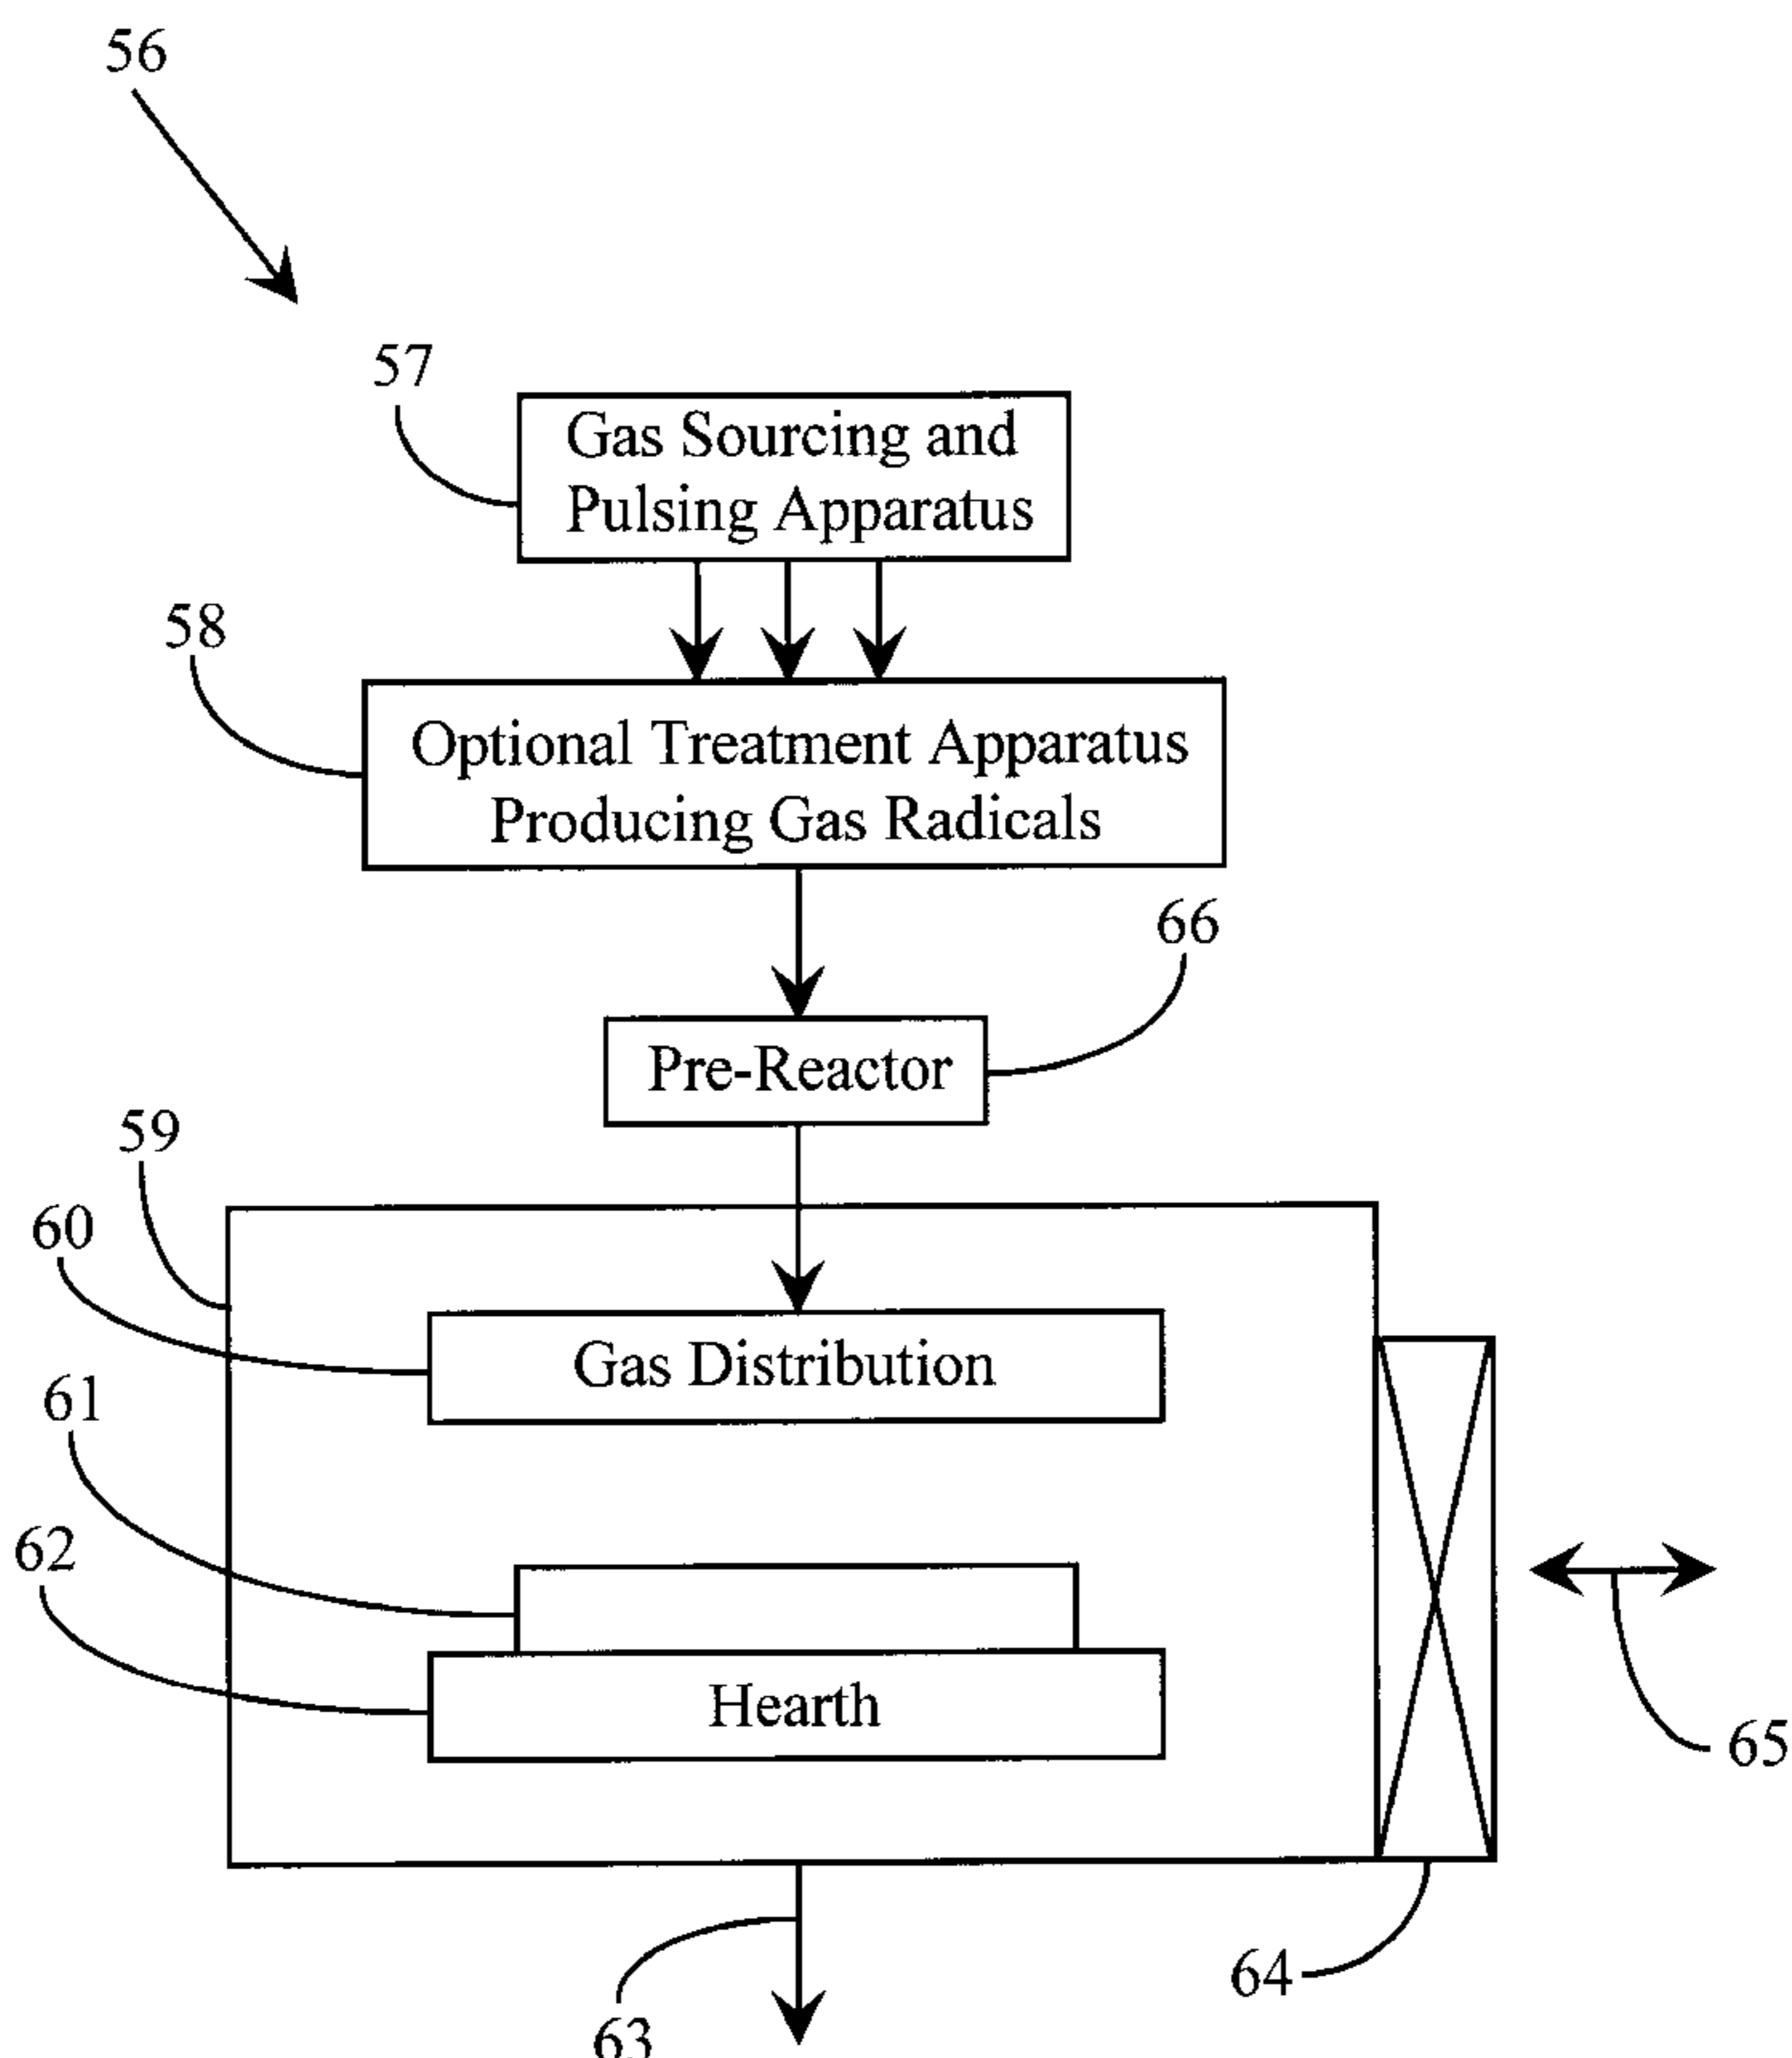 56
57
Gas Sourcing and
Pulsing Apparatus
58
Optional Treatment Apparatus
Producing Gas Radicals
66
Pre-Reactor
59
60
Gas Distribution
61
62
Hearth
65
64
63